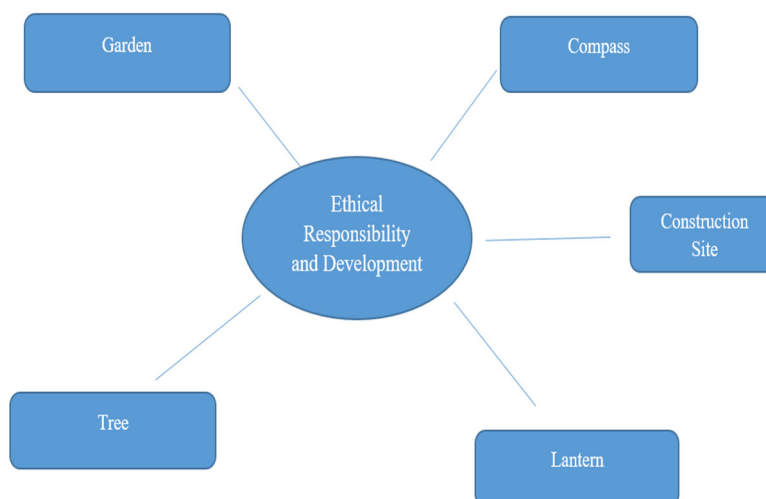 Garden
Compass
Ethical
Responsibility
and Development
Construction
Site
Tree
Lantern